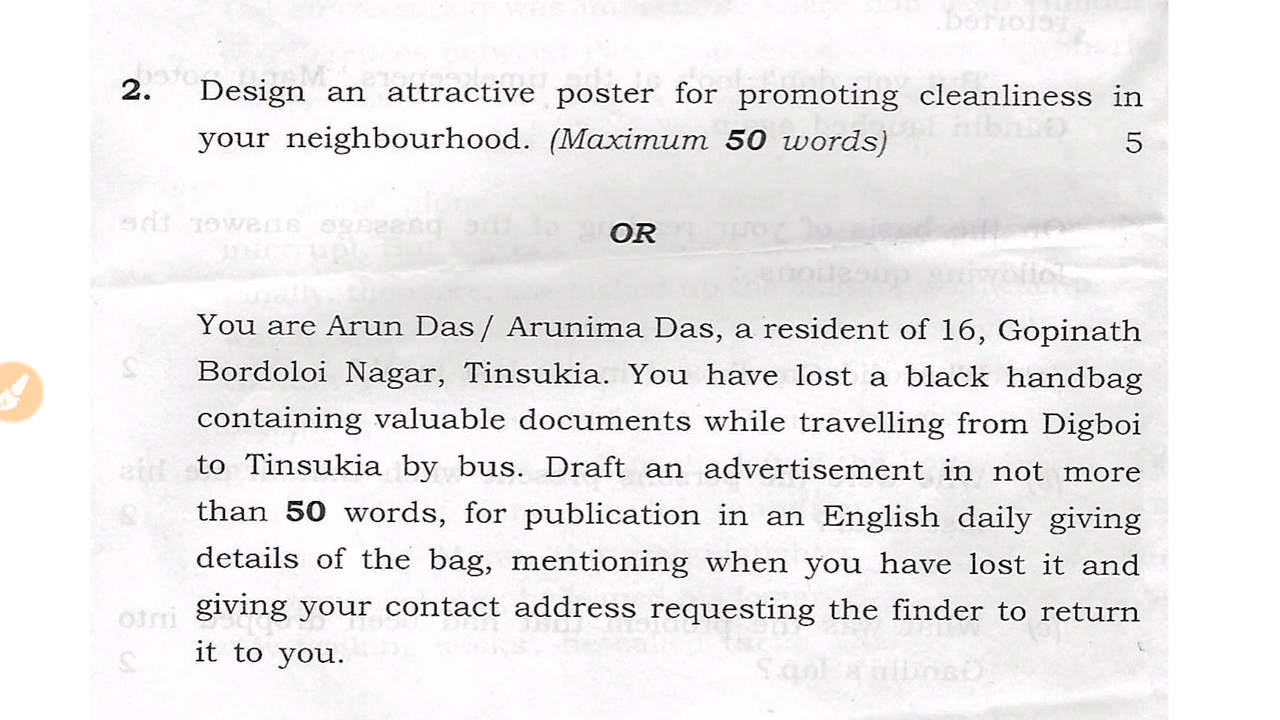 2. Design an attractive poster for promoting cleanliness in
your neighbourhood. (Maximum 50 words) 5
OR
You are Arun Das / Arunima Das, a resident of 16, Gopinath
Bordoloi Nagar, Tinsukia. You have lost a black handbag
containing valuable documents while travelling from Digboi
to Tinsukia by bus. Draft an advertisement in not more
than 50 words, for publication in an English daily giving
details of the bag, mentioning when you have lost it and
giving your contact address requesting the finder to return
it to you.